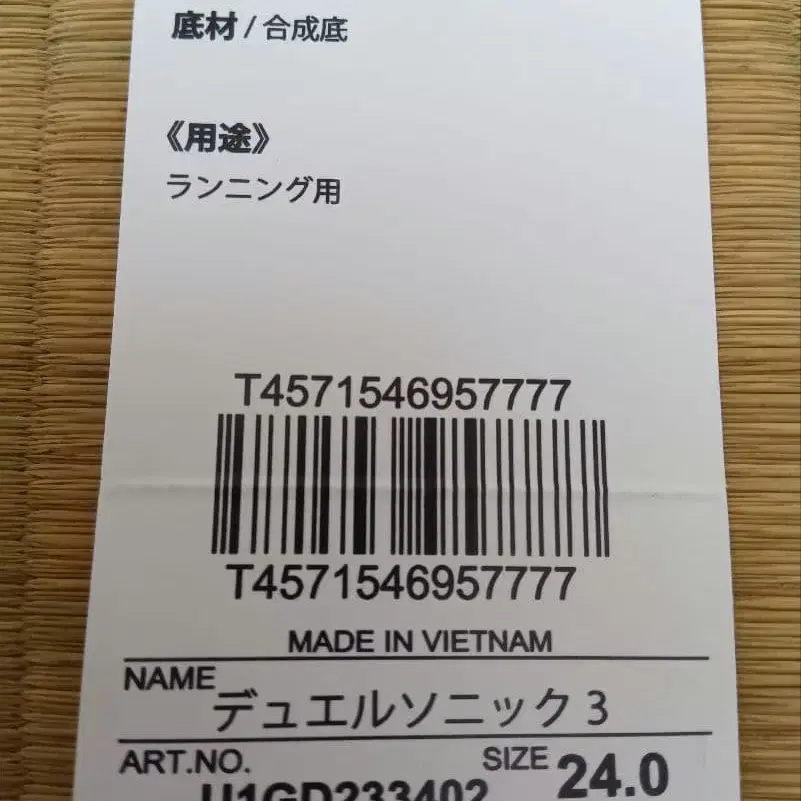 底材 / 合成底
《用途》
ランニング用
T4571546957777
T4571546957777
MADE IN VIETNAM
NAME デュエルソニック 3
ART.NO. U1GD233402 SIZE 24.0